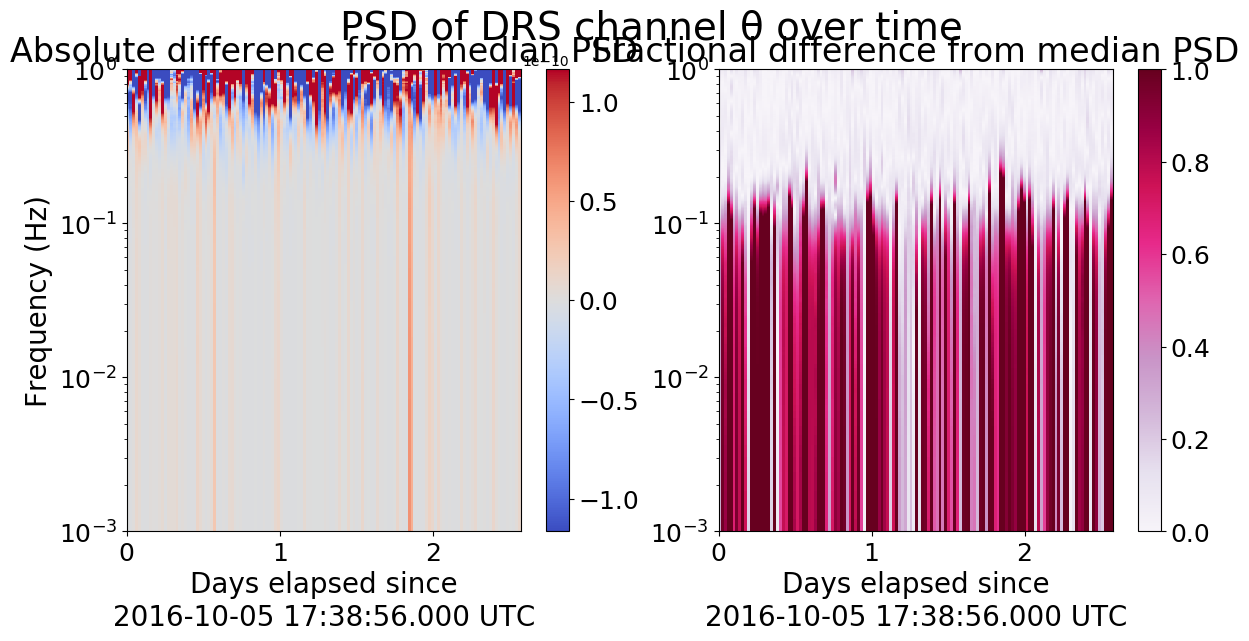 PSD of DRS channel θ over time
Absolute difference from median PSD
Fractional difference from median PSD
1e−10
Frequency (Hz)
10⁰
10⁻¹
10⁻²
10⁻³
0 1 2
Days elapsed since
2016-10-05 17:38:56.000 UTC
1.0
0.5
0.0
−0.5
−1.0
10⁰
10⁻¹
10⁻²
10⁻³
0 1 2
Days elapsed since
2016-10-05 17:38:56.000 UTC
1.0
0.8
0.6
0.4
0.2
0.0